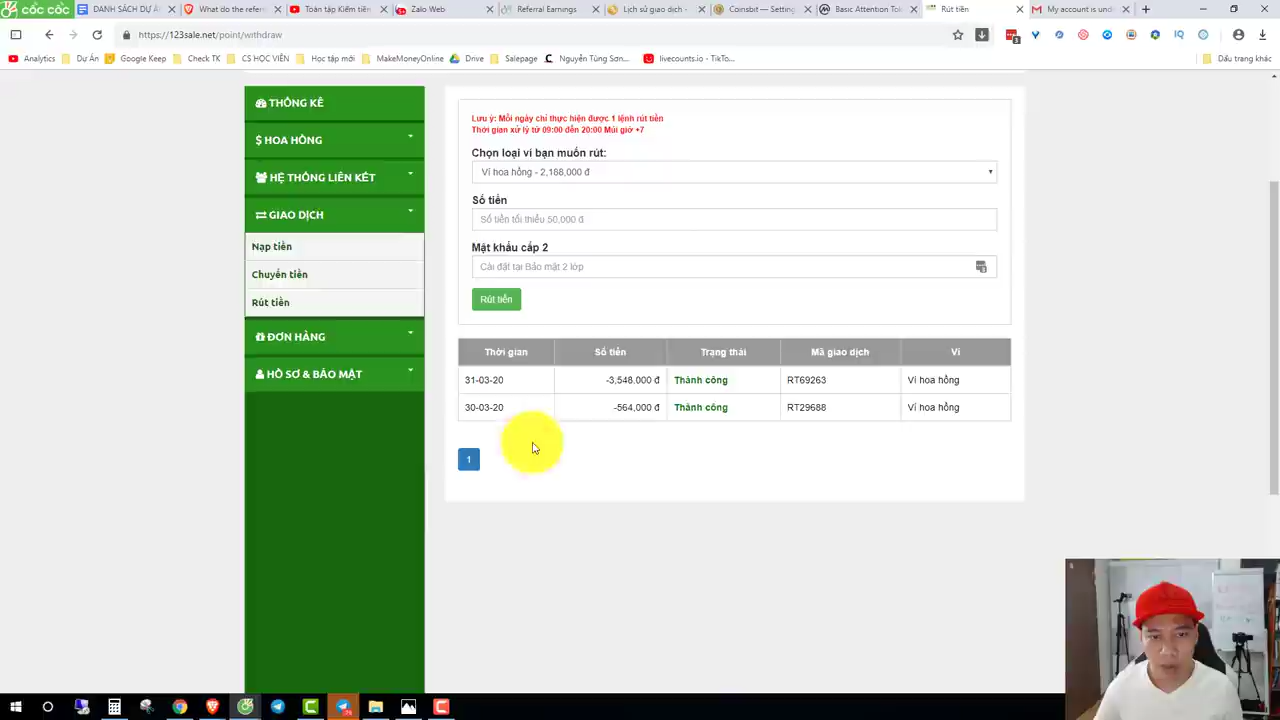 cốc cốc
DANH SÁCH DỰ Á
What do the refers
Toàn tập Kiếm tiền
Zalo Web
Referral Earnings
Lịch sử giao dịch -
Coinsbit — Setting
Basic Attention Tok
Rút tiền
My account is und
https://123sale.net/point/withdraw
Analytics
Dự Án
Google Keep
Check TK
CS HỌC VIÊN
Học tập mới
MakeMoneyOnline
Drive
Salepage
Nguyễn Tùng Sơn...
livecounts.io - TikTo...
Dấu trang khác
THỐNG KÊ
$ HOA HỒNG
HỆ THỐNG LIÊN KẾT
GIAO DỊCH
Nạp tiền
Chuyển tiền
Rút tiền
ĐƠN HÀNG
HỒ SƠ & BẢO MẬT
Lưu ý: Mỗi ngày chỉ thực hiện được 1 lệnh rút tiền
Thời gian xử lý từ 09:00 đến 20:00 Múi giờ +7
Chọn loại ví bạn muốn rút:
Ví hoa hồng - 2,188,000 đ
Số tiền
Số tiền tối thiểu 50,000 đ
Mật khẩu cấp 2
Cài đặt tại Bảo mật 2 lớp
Rút tiền
Thời gian Số tiền Trạng thái Mã giao dịch Ví
31-03-20 -3,548,000 đ Thành công RT69263 Ví hoa hồng
30-03-20 -564,000 đ Thành công RT29688 Ví hoa hồng
1